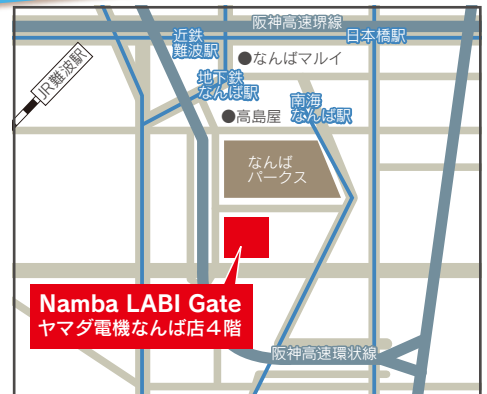 阪神高速堺線
近鉄
難波駅
日本橋駅
●なんばマルイ
JR難波駅
地下鉄
なんば駅
南海
なんば駅
●高島屋
なんば
パークス
Namba LABI Gate
ヤマダ電機なんば店４階
阪神高速環状線